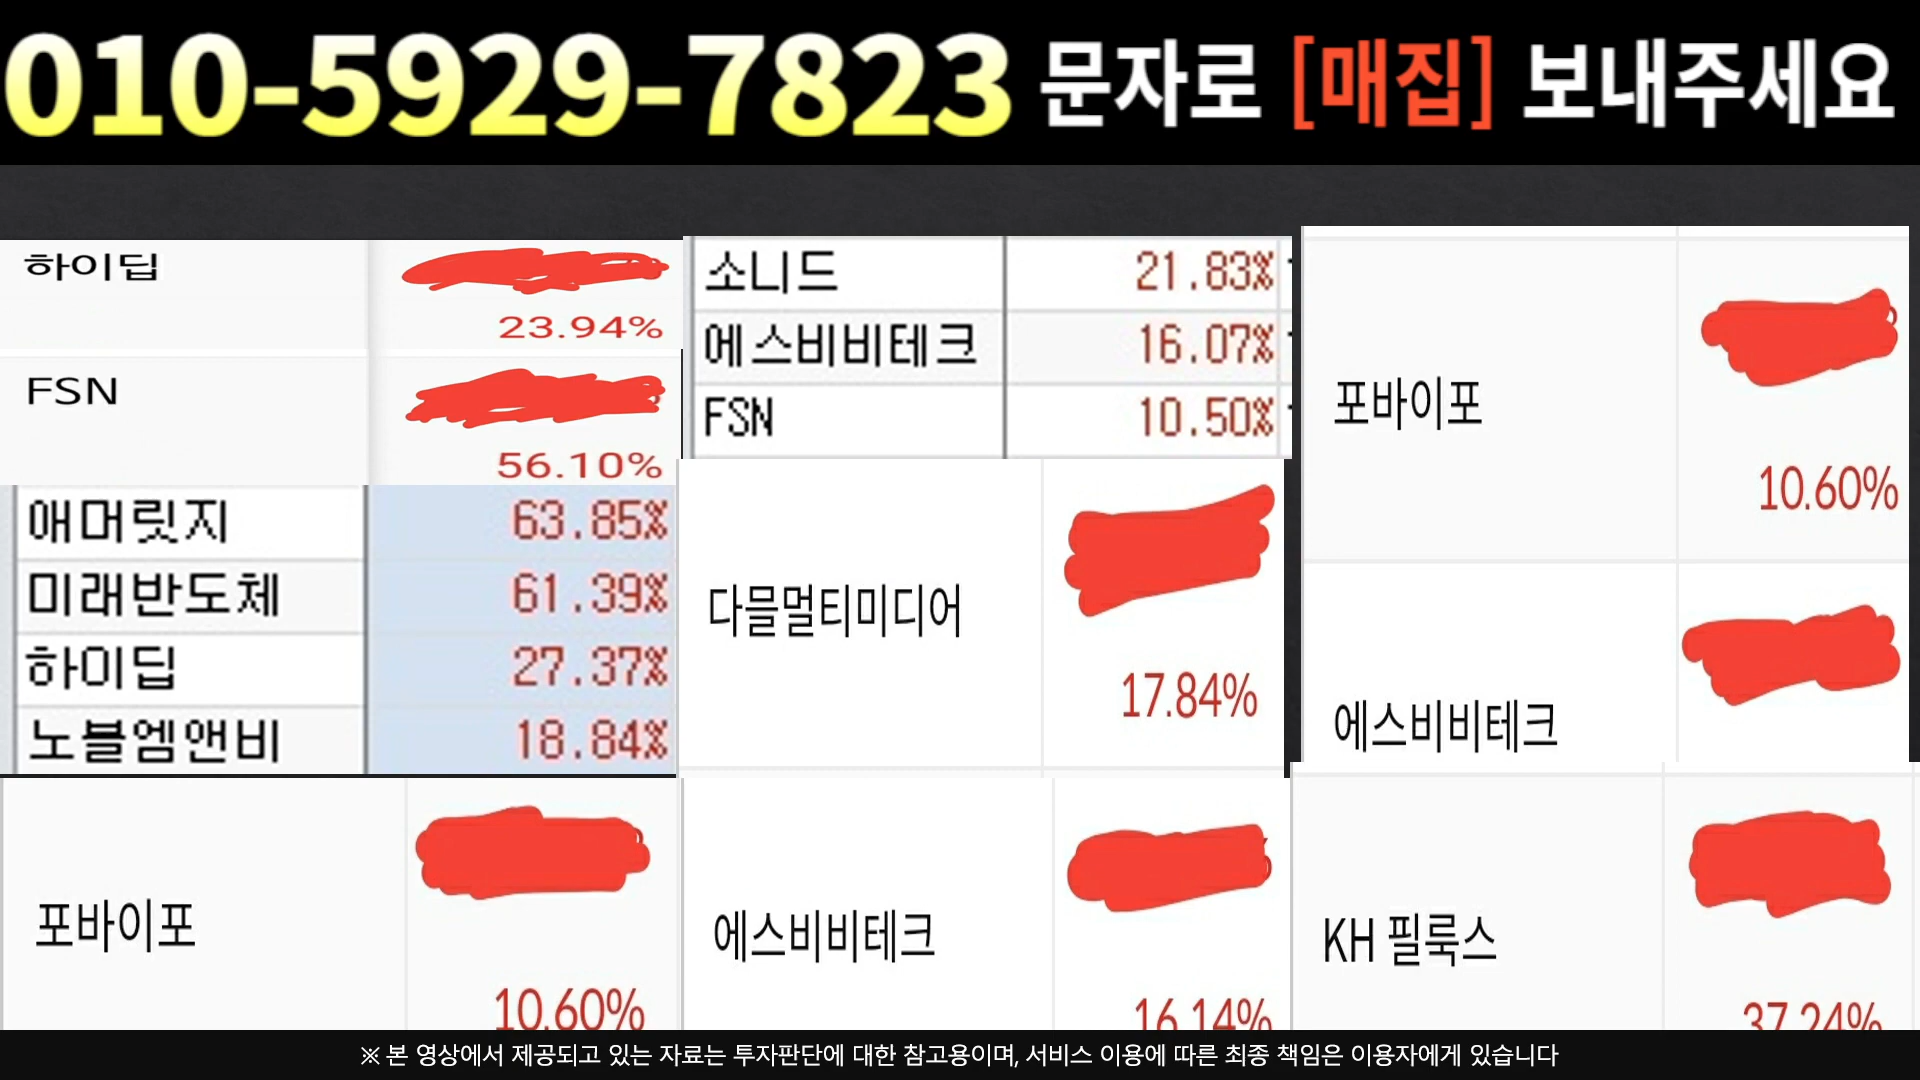 010-5929-7823 문자로 [매집] 보내주세요
하이딥
23.94%
FSN
56.10%
애머릿지 63.85%
미래반도체 61.39%
하이딥 27.37%
노블엠앤비 18.84%
소니드 21.83%
에스비비테크 16.07%
FSN 10.50%
다믈멀티미디어
17.84%
포바이포
10.60%
에스비비테크
포바이포
10.60%
에스비비테크
16.14%
KH 필룩스
37.24%
※ 본 영상에서 제공되고 있는 자료는 투자판단에 대한 참고용이며, 서비스 이용에 따른 최종 책임은 이용자에게 있습니다